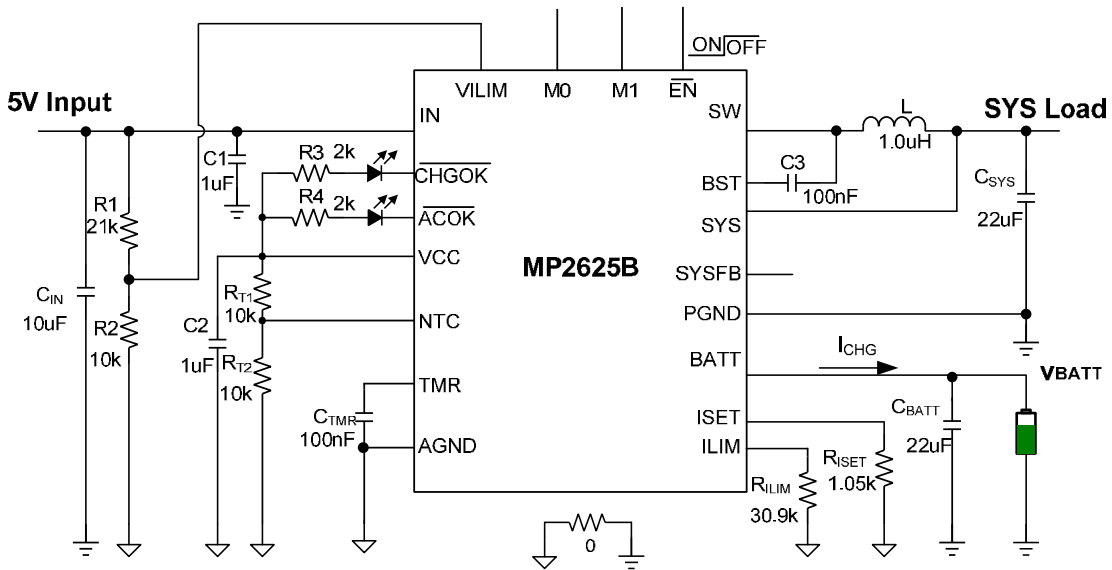 ON OFF
VILIM M0 M1 EN
5V Input
IN
SW
L
1.0uH
SYS Load
C1
1uF
R3 2k
CHGOK
R4 2k
ACOK
C3
100nF
BST
SYS
CSYS
22uF
R1
21k
VCC
MP2625B
SYSFB
CIN
10uF
R2
10k
RT1
10k
C2
1uF
NTC
RT2
10k
PGND
BATT
ICHG
VBATT
TMR
CTMR
100nF
AGND
ISET
ILIM
CBATT
22uF
RILIM
30.9k
RISET
1.05k
0